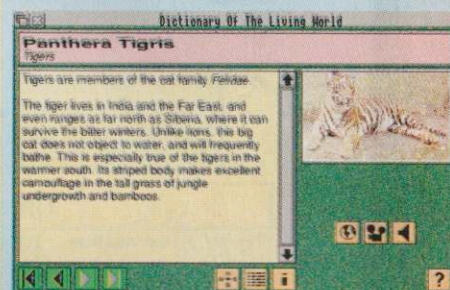 Dictionary Of The Living World
Panthera Tigris
Tigers
Tigers are members of the cat family Felidae.
The tiger lives in India and the Far East, and
even ranges as far north as Siberia, where it can
survive the bitter winters. Unlike lions, this big
cat does not object to water, and will frequently
bathe. This is especially true of the tigers in the
warmer south. Its striped body makes excellent
camouflage in the tall grass of jungle
undergrowth and bamboos.
i
?